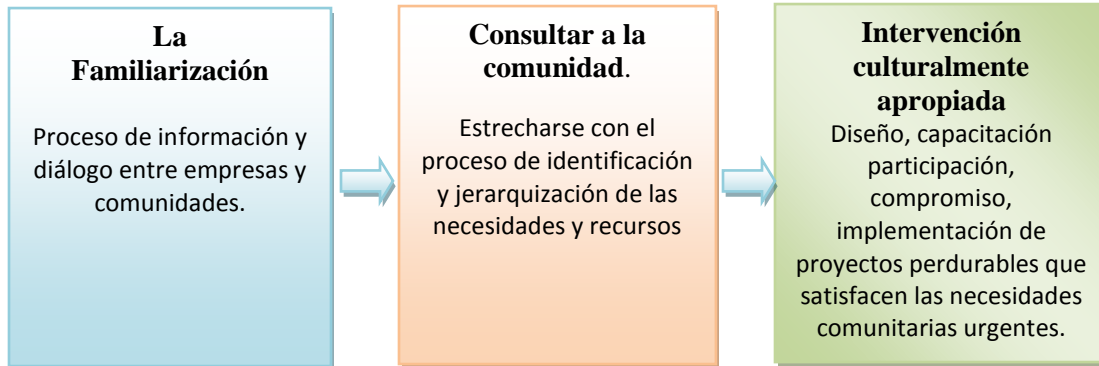 La
Familiarización
Proceso de información y
diálogo entre empresas y
comunidades.
Consultar a la
comunidad.
Estrecharse con el
proceso de identificación
y jerarquización de las
necesidades y recursos
Intervención
culturalmente
apropiada
Diseño, capacitación
participación,
compromiso,
implementación de
proyectos perdurables que
satisfacen las necesidades
comunitarias urgentes.